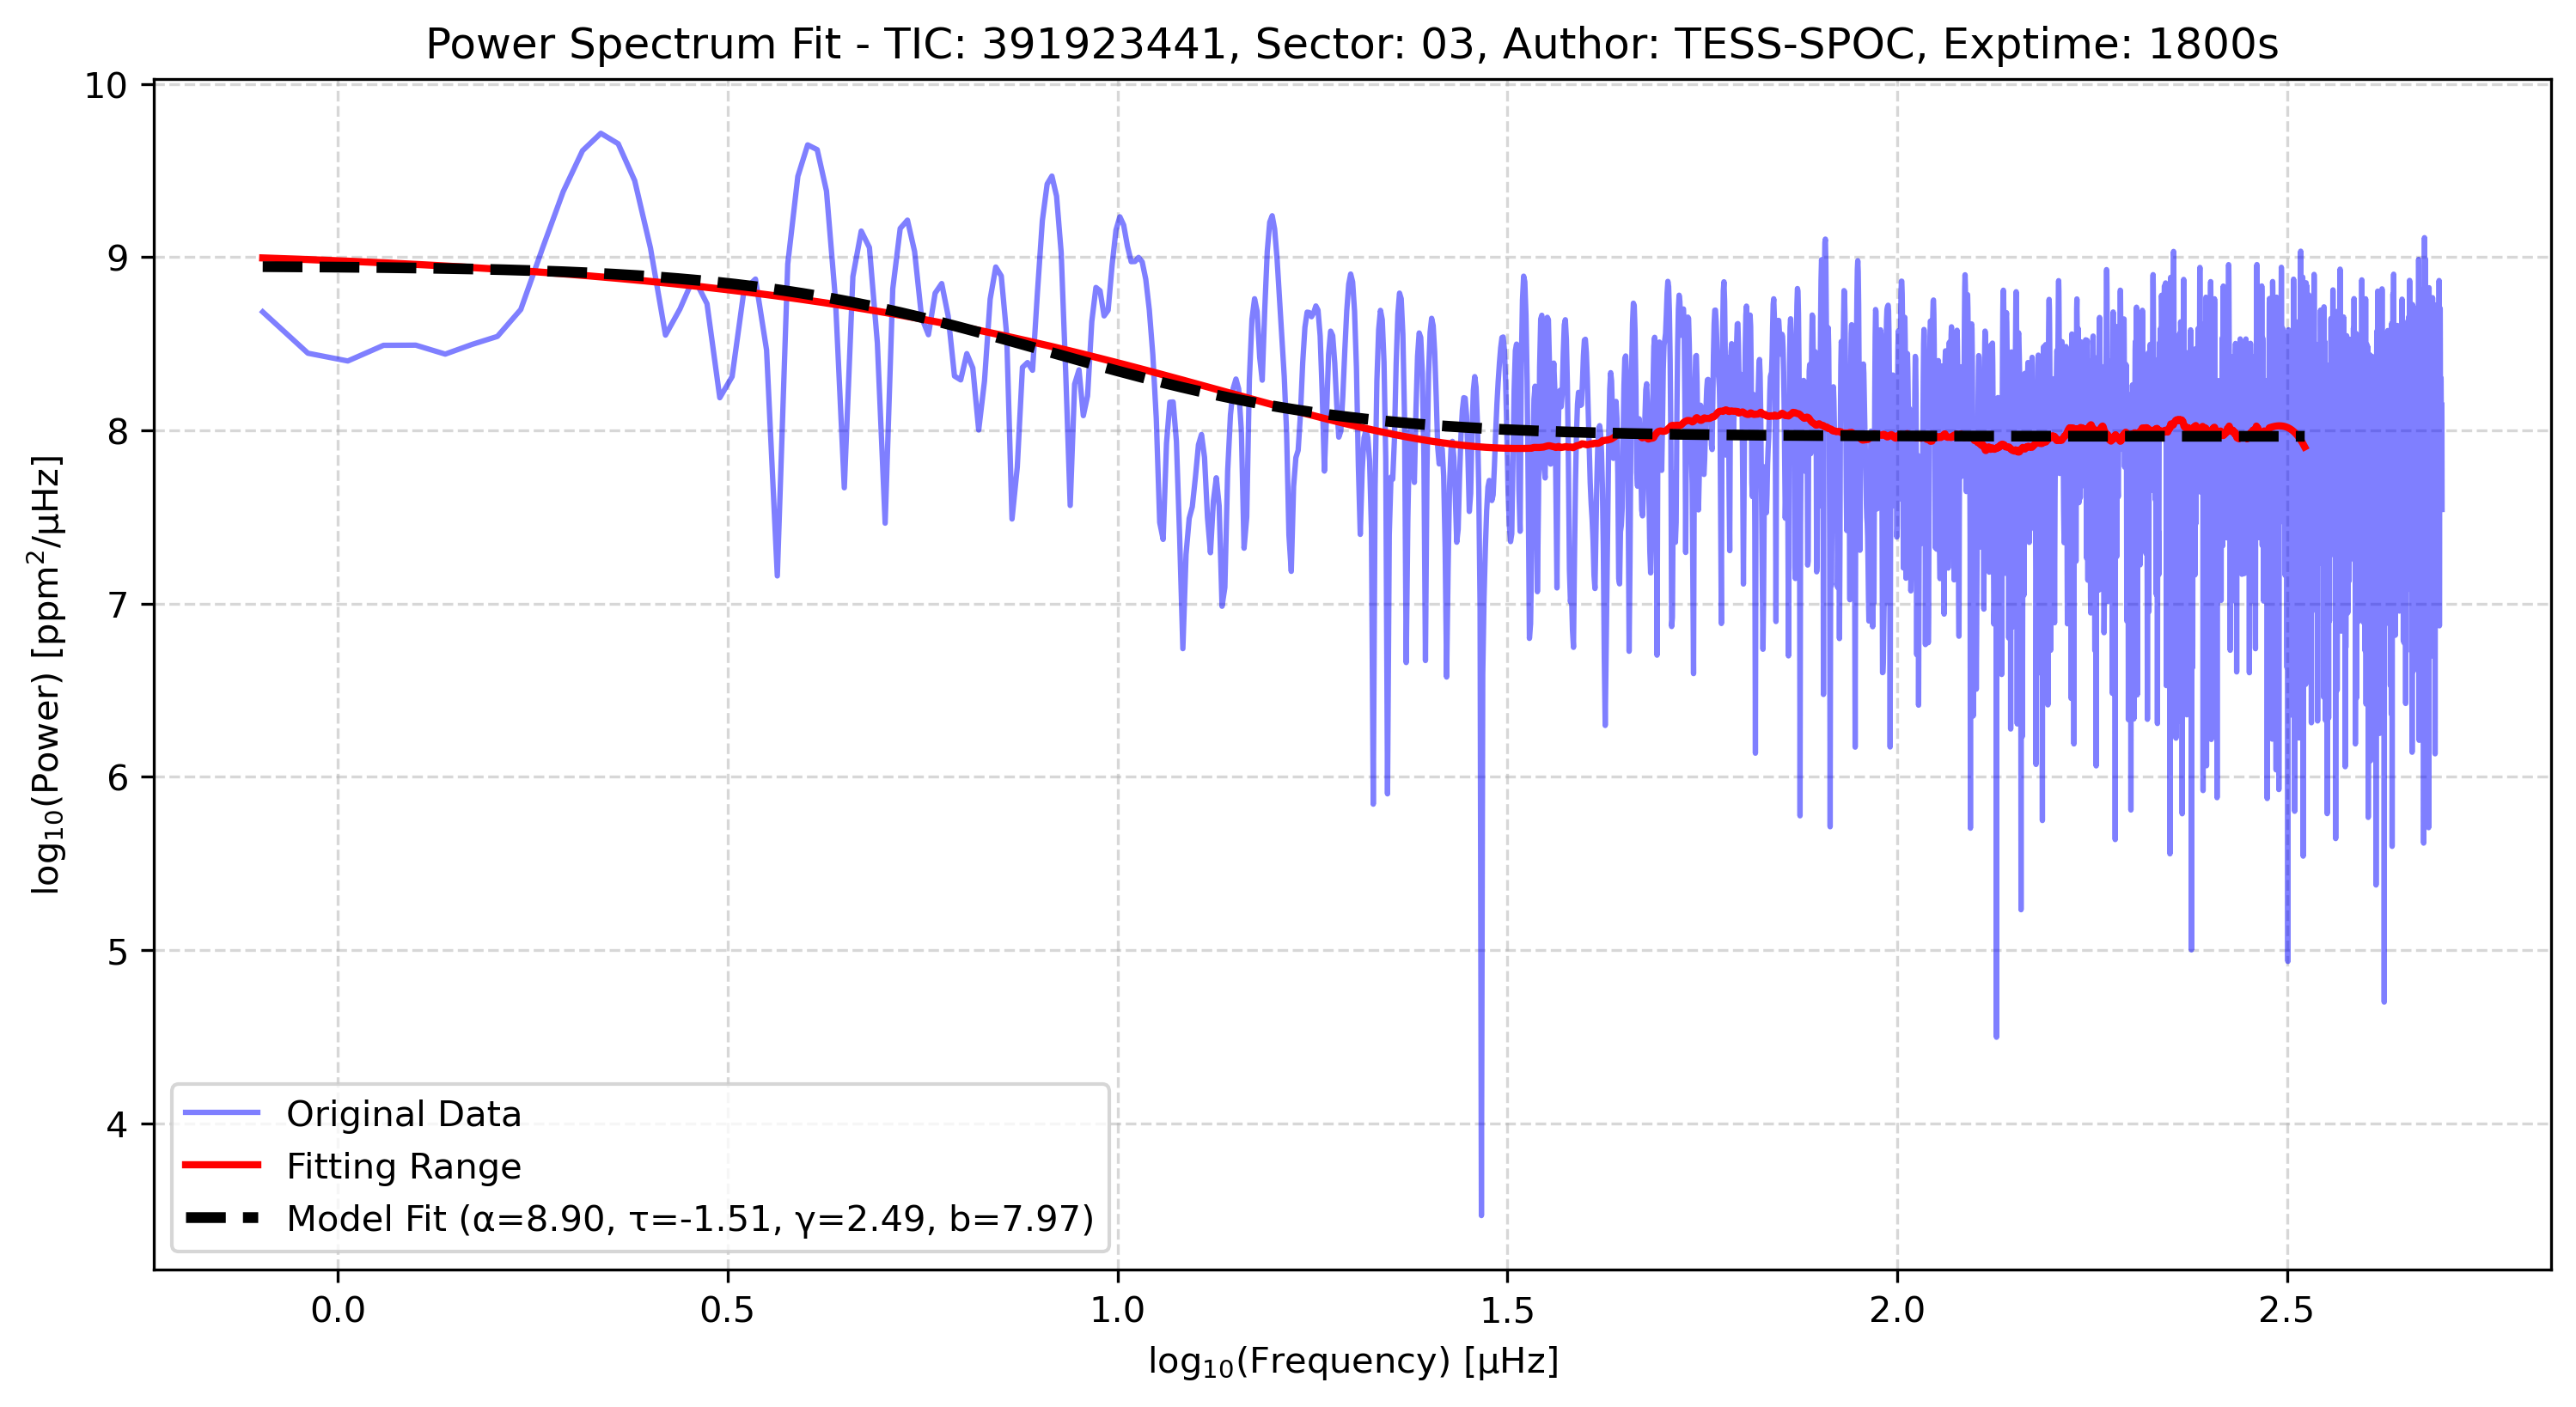 Power Spectrum Fit - TIC: 391923441, Sector: 03, Author: TESS-SPOC, Exptime: 1800s
10
9
8
7
6
5
4
log₁₀(Power) [ppm²/μHz]
Original Data
Fitting Range
Model Fit (α=8.90, τ=-1.51, γ=2.49, b=7.97)
0.0 0.5 1.0 1.5 2.0 2.5
log₁₀(Frequency) [μHz]